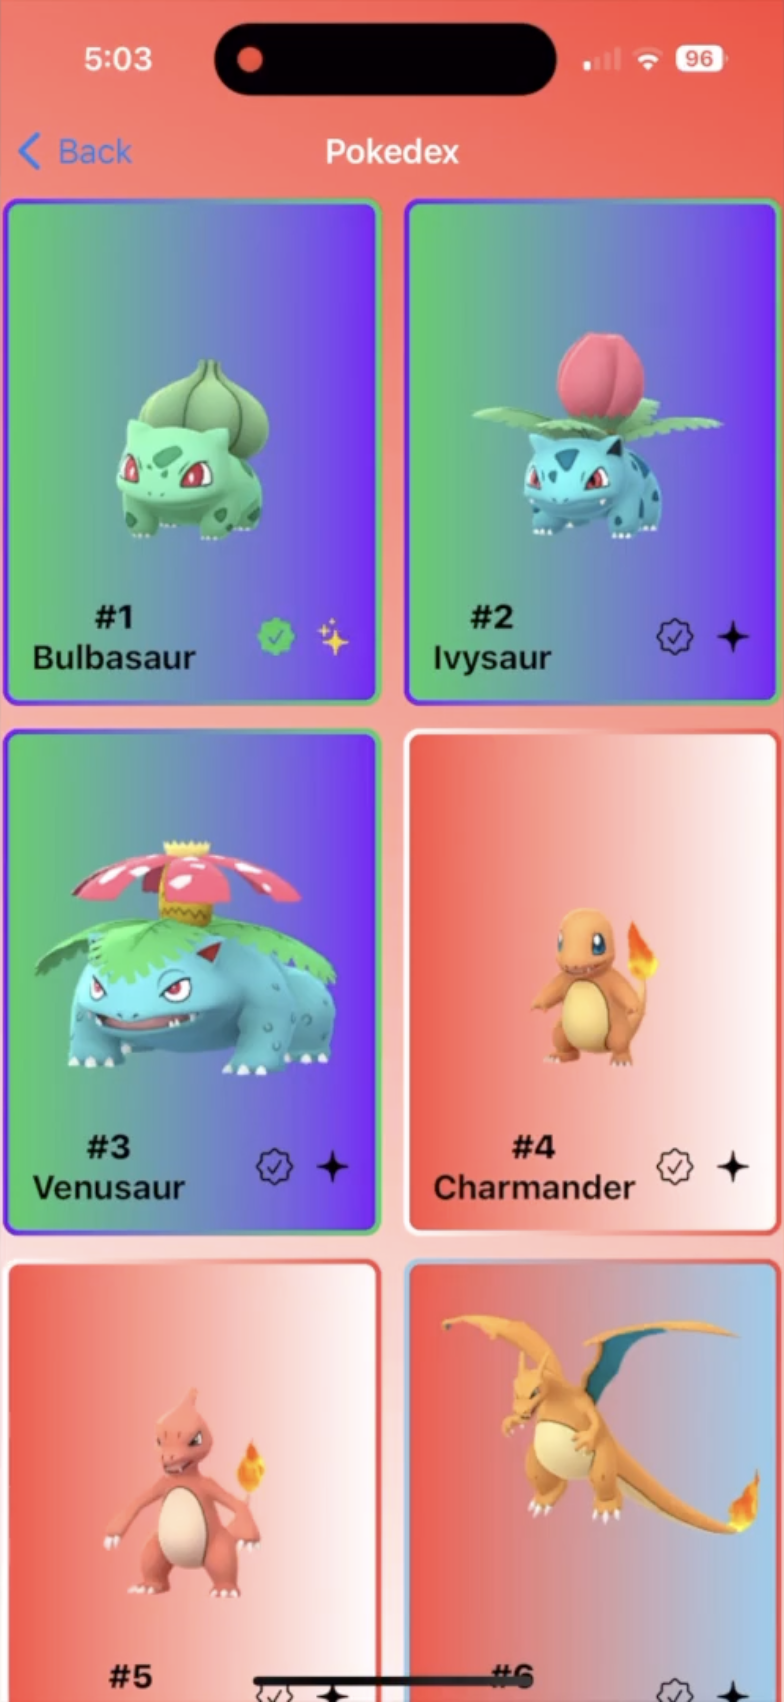 5:03
96
Back
Pokedex
#1
Bulbasaur
#2
Ivysaur
#3
Venusaur
#4
Charmander
#5
#6